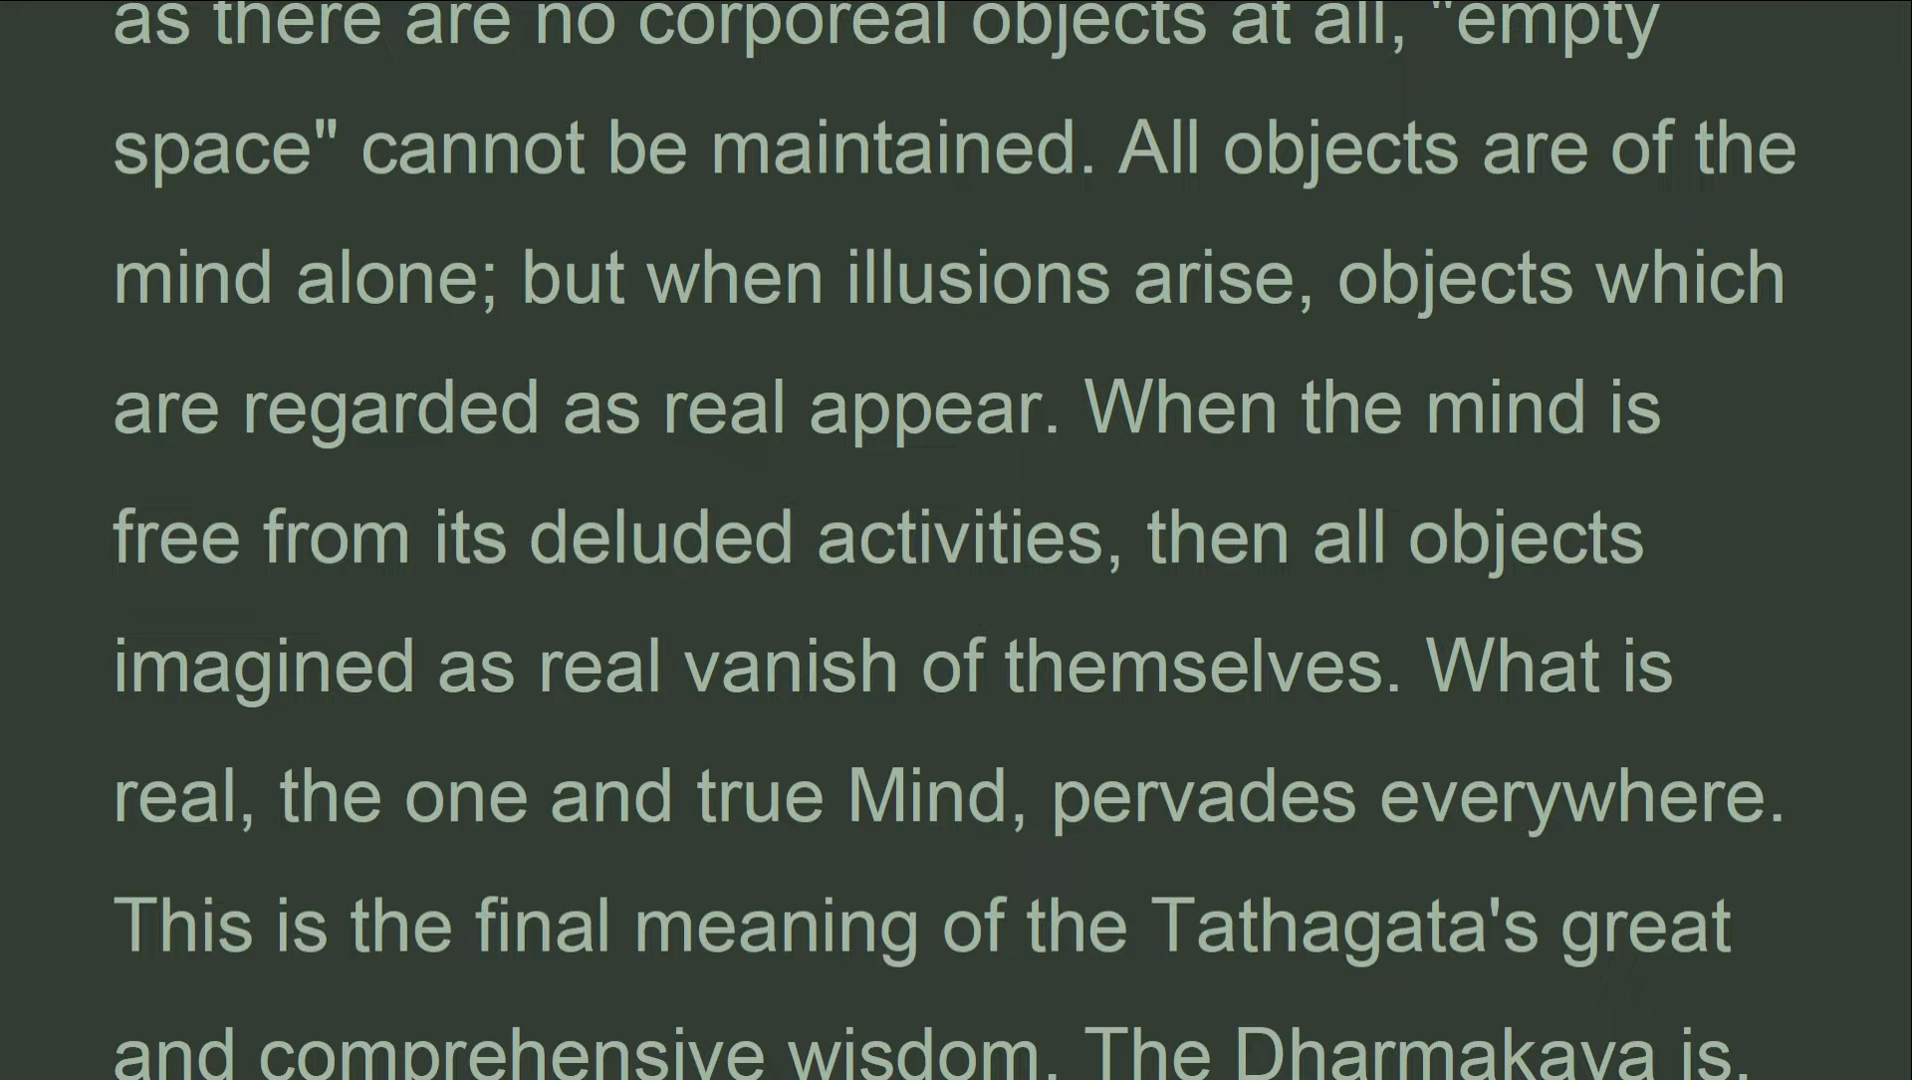 as there are no corporeal objects at all, "empty
space" cannot be maintained. All objects are of the
mind alone; but when illusions arise, objects which
are regarded as real appear. When the mind is
free from its deluded activities, then all objects
imagined as real vanish of themselves. What is
real, the one and true Mind, pervades everywhere.
This is the final meaning of the Tathagata's great
and comprehensive wisdom. The Dharmakaya is,